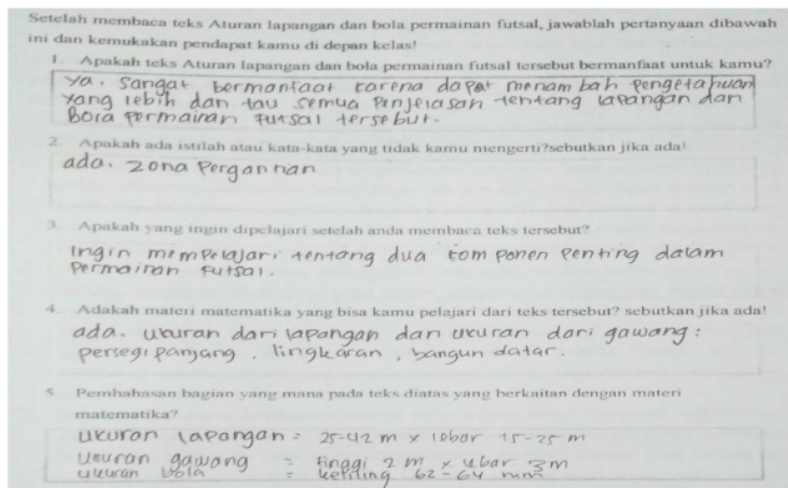 Setelah membaca teks Aturan lapangan dan bola permainan futsal, jawablah pertanyaan dibawah
ini dan kemukakan pendapat kamu di depan kelas!
1. Apakah teks Aturan lapangan dan bola permainan futsal tersebut bermanfaat untuk kamu?
Ya. Sangat bermanfaat karena dapat menambah pengetahuan
yang lebih dan tau semua penjelasan tentang lapangan dan
Bola permainan futsal tersebut.
2. Apakah ada istilah atau kata-kata yang tidak kamu mengerti?sebutkan jika ada!
ada. Zona Pergantian
3. Apakah yang ingin dipelajari setelah anda membaca teks tersebut?
Ingin mempelajari tentang dua komponen penting dalam
Permainan Futsal.
4. Adakah materi matematika yang bisa kamu pelajari dari teks tersebut? sebutkan jika ada!
ada. ukuran dari lapangan dan ukuran dari gawang :
persegi panjang , lingkaran , bangun datar.
5. Pembahasan bagian yang mana pada teks diatas yang berkaitan dengan materi
matematika?
Ukuran lapangan = 25-42 m x lebar 15-25 m
Ukuran gawang = tinggi 2 m x lebar 3m
ukuran bola = keliling 62-64 mm